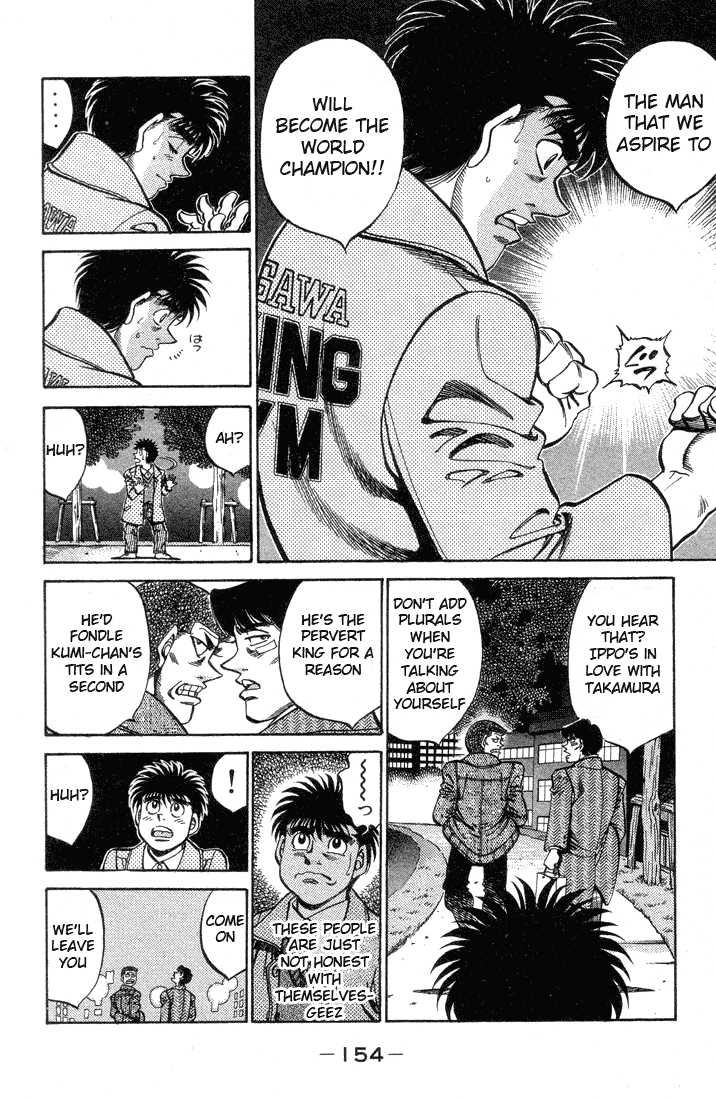 THE MAN
THAT WE
ASPIRE TO
WILL
BECOME THE
WORLD
CHAMPION!!
GAWA
ING
YM
....
GAWA
はっ
AH?
HUH?
YOU HEAR
THAT?
IPPO'S IN
LOVE WITH
TAKAMURA
DON'T ADD
PLURALS
WHEN
YOU'RE
TALKING
ABOUT
YOURSELF
HE'S THE
PERVERT
KING FOR A
REASON
HE'D
FONDLE
KUMI-CHAN'S
TITS IN A
SECOND
THESE PEOPLE
ARE JUST
NOT HONEST
WITH
THEMSELVES-
GEEZ
!
HUH?
COME
ON
WE'LL
LEAVE
YOU
-154-